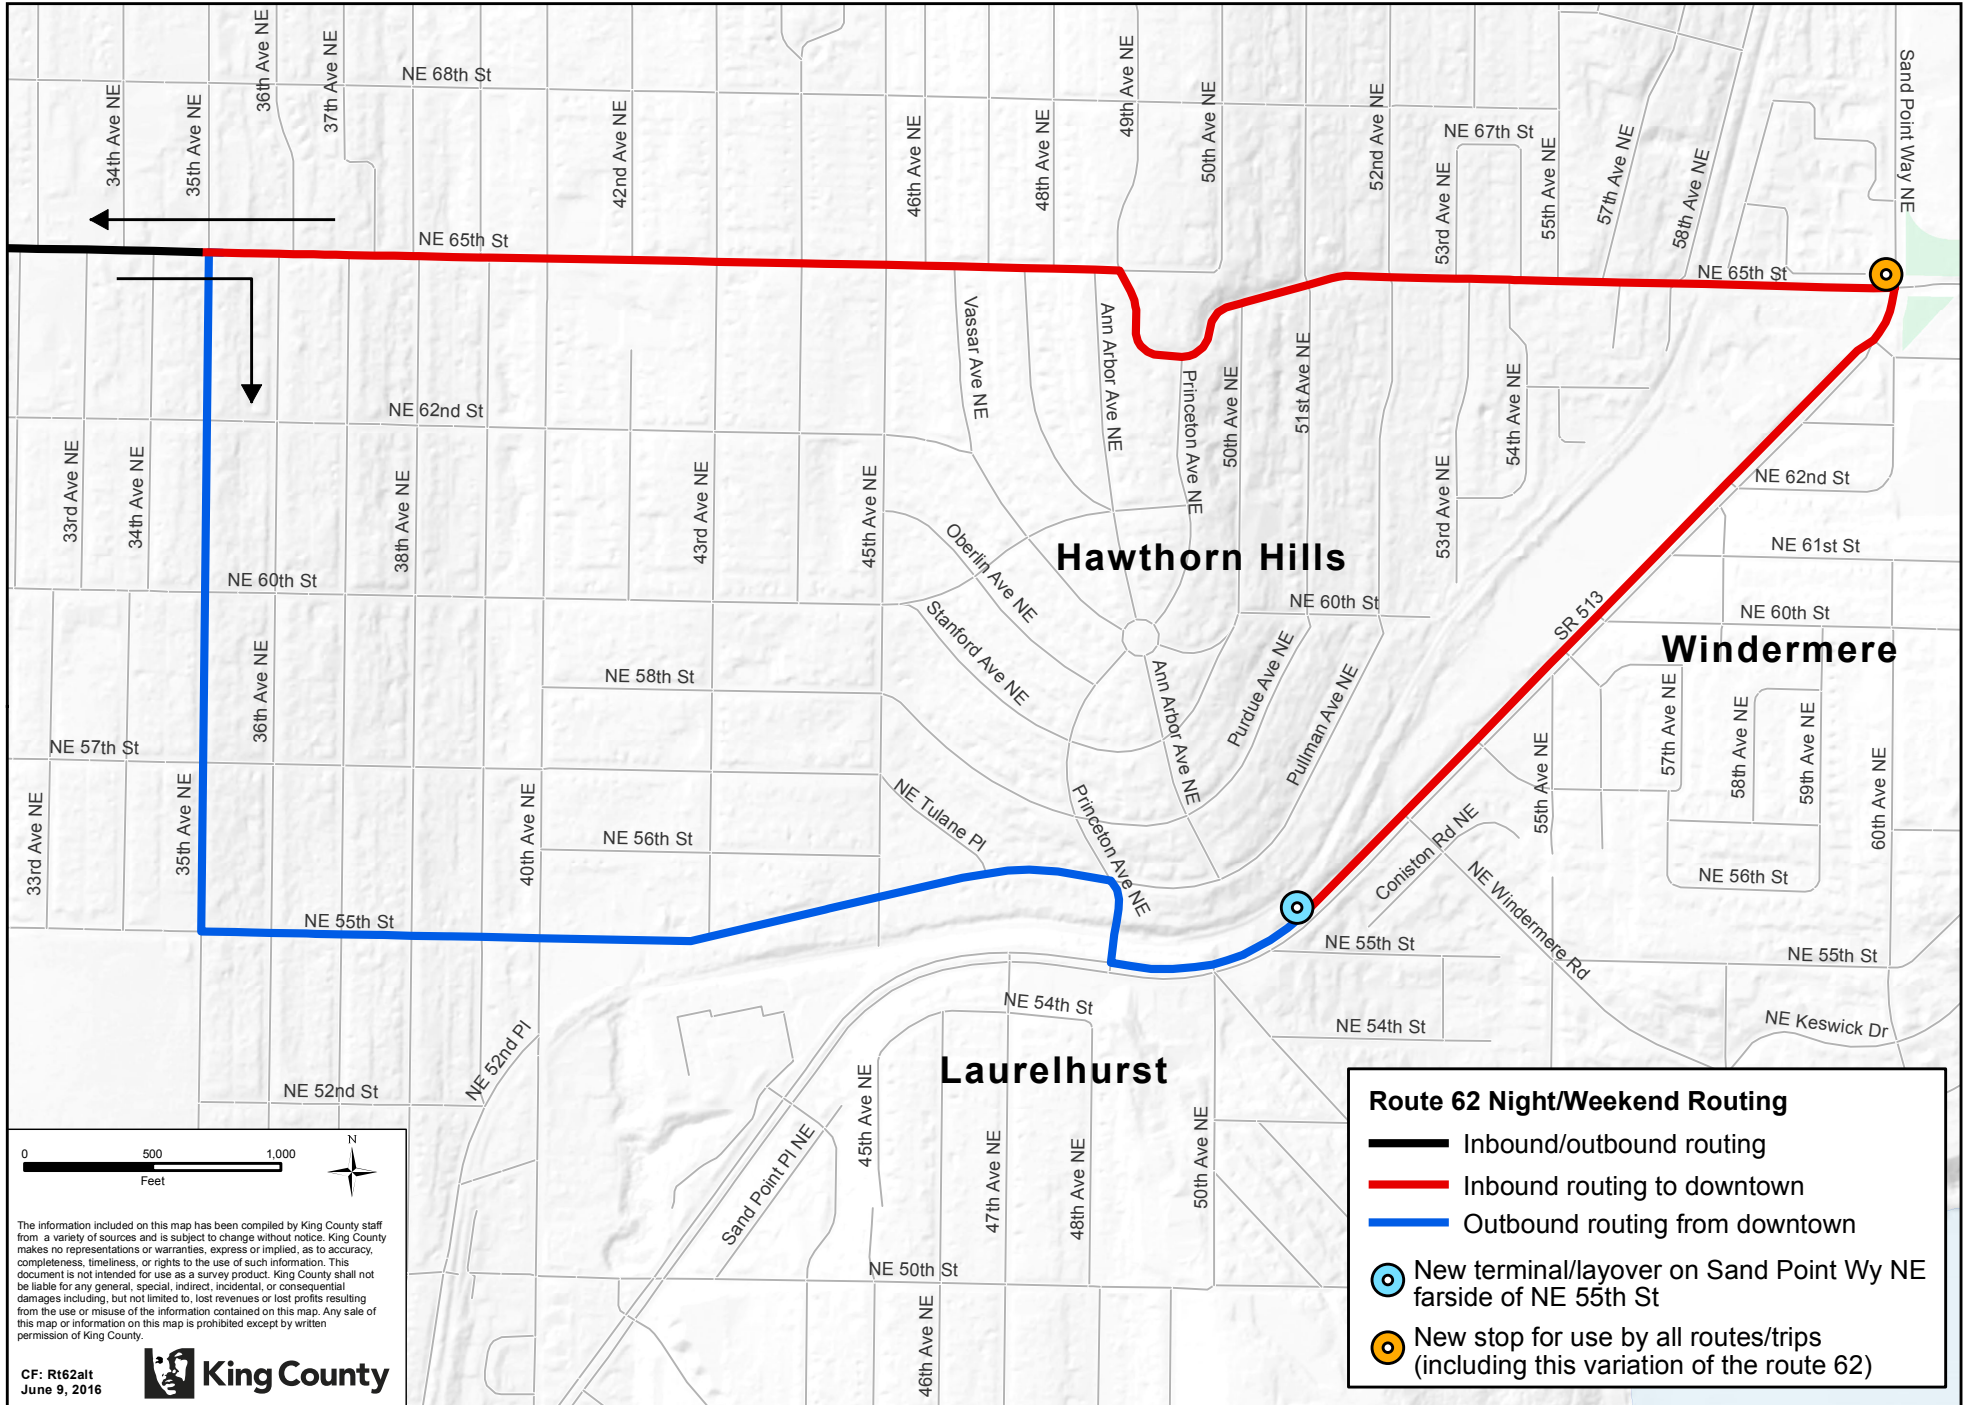 36th Ave NE
37th Ave NE
NE 68th St
34th Ave NE
35th Ave NE
42nd Ave NE
46th Ave NE
48th Ave NE
49th Ave NE
50th Ave NE
52nd Ave NE
NE 67th St
53rd Ave NE
55th Ave NE
57th Ave NE
58th Ave NE
Sand Point Way NE
NE 65th St
NE 65th St
Vassar Ave NE
Ann Arbor Ave NE
Princeton Ave NE
50th Ave NE
51st Ave NE
54th Ave NE
53rd Ave NE
NE 62nd St
NE 62nd St
33rd Ave NE
34th Ave NE
38th Ave NE
43rd Ave NE
45th Ave NE
Oberlin Ave NE
Hawthorn Hills
NE 61st St
NE 60th St
NE 60th St
NE 60th St
SR 513
Windermere
Stanford Ave NE
36th Ave NE
NE 58th St
Ann Arbor Ave NE
Purdue Ave NE
Pullman Ave NE
57th Ave NE
58th Ave NE
59th Ave NE
60th Ave NE
55th Ave NE
NE 57th St
33rd Ave NE
35th Ave NE
40th Ave NE
NE 56th St
NE Tulane Pl
Princeton Ave NE
Coniston Rd NE
NE Windermere Rd
NE 56th St
NE 55th St
NE 55th St
NE 55th St
NE 54th St
NE 54th St
NE Keswick Dr
NE 52nd Pl
NE 52nd St
Laurelhurst
45th Ave NE
Sand Point Pl NE
47th Ave NE
48th Ave NE
50th Ave NE
NE 50th St
46th Ave NE
Route 62 Night/Weekend Routing
Inbound/outbound routing
Inbound routing to downtown
Outbound routing from downtown
New terminal/layover on Sand Point Wy NE
farside of NE 55th St
New stop for use by all routes/trips
(including this variation of the route 62)
0 500 1,000
Feet
N
The information included on this map has been compiled by King County staff
from a variety of sources and is subject to change without notice. King County
makes no representations or warranties, express or implied, as to accuracy,
completeness, timeliness, or rights to the use of such information. This
document is not intended for use as a survey product. King County shall not
be liable for any general, special, indirect, incidental, or consequential
damages including, but not limited to, lost revenues or lost profits resulting
from the use or misuse of the information contained on this map. Any sale of
this map or information on this map is prohibited except by written
permission of King County.
CF: Rt62alt
June 9, 2016
King County